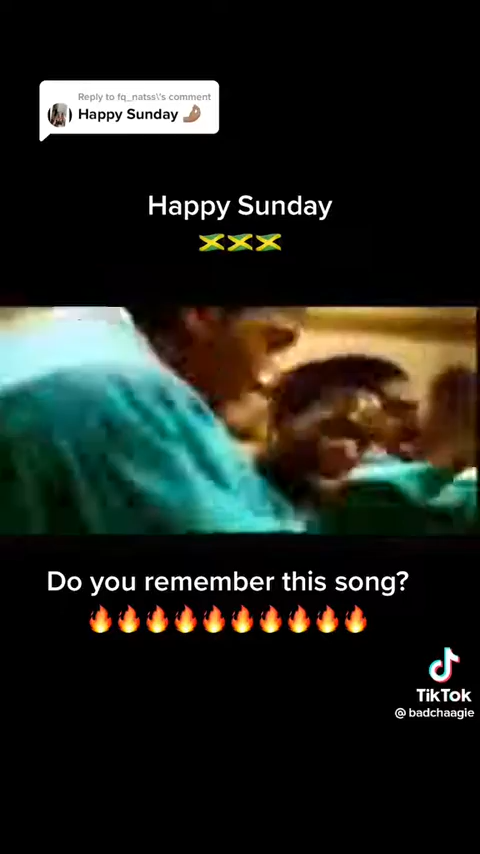 Reply to fq_natss\'s comment
Happy Sunday 🤌🏽
Happy Sunday
🇯🇲🇯🇲🇯🇲
Do you remember this song?
🔥🔥🔥🔥🔥🔥🔥🔥🔥🔥
TikTok
@badchaagie